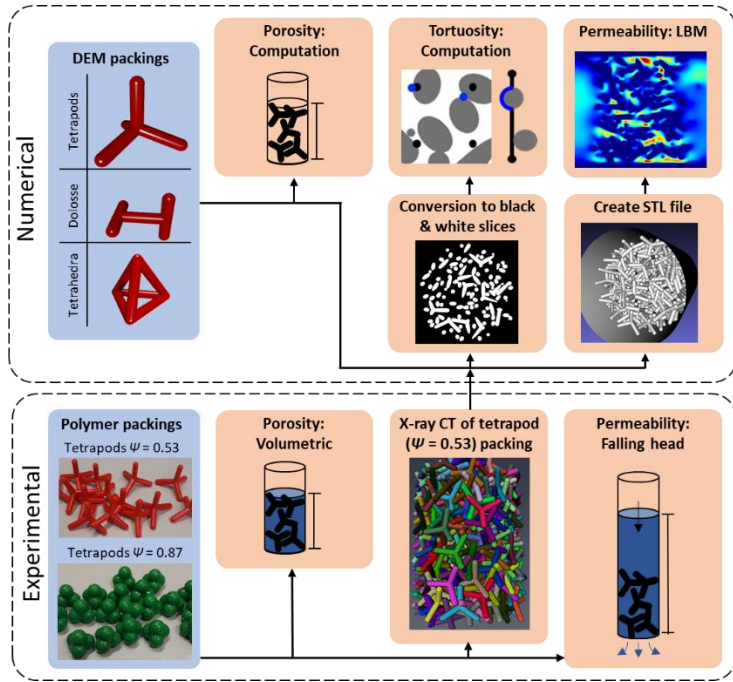 Numerical
DEM packings
Tetrapods
Dolosse
Tetrahedra
Porosity:
Computation
Tortuosity:
Computation
Permeability: LBM
Conversion to black
& white slices
Create STL file
Experimental
Polymer packings
Tetrapods Ψ = 0.53
Tetrapods Ψ = 0.87
Porosity:
Volumetric
X-ray CT of tetrapod
(Ψ = 0.53) packing
Permeability:
Falling head